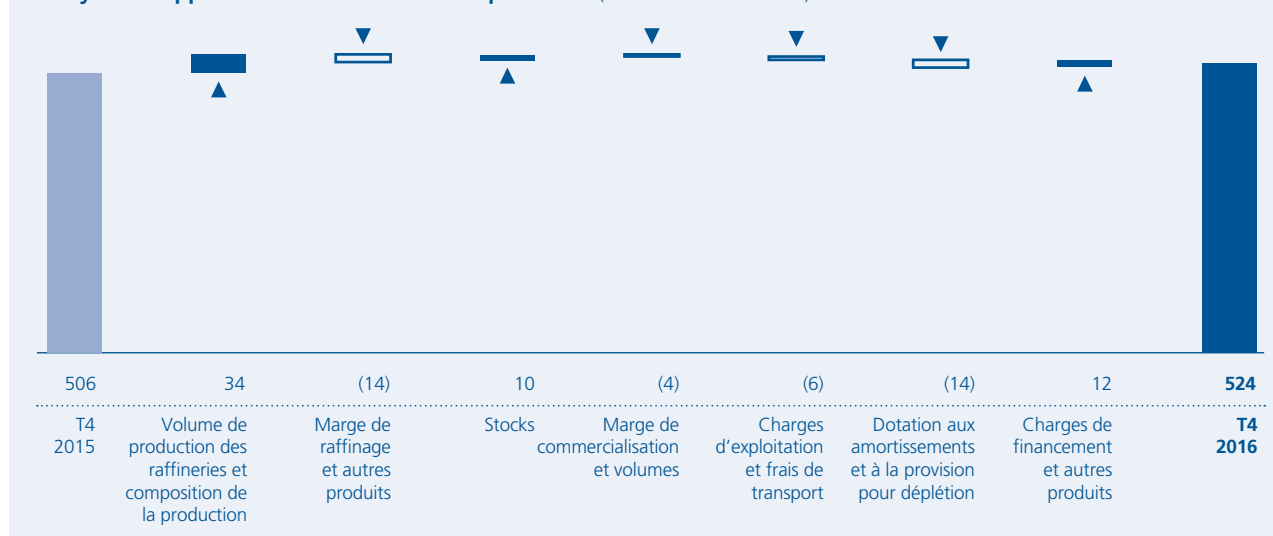 506 34 (14) 10 (4) (6) (14) 12 524
T4
2015
Volume de
production des
raffineries et
composition de
la production
Marge de
raffinage
et autres
produits
Stocks
Marge de
commercialisation
et volumes
Charges
d’exploitation
et frais de
transport
Dotation aux
amortissements
et à la provision
pour déplétion
Charges de
financement
et autres
produits
T4
2016